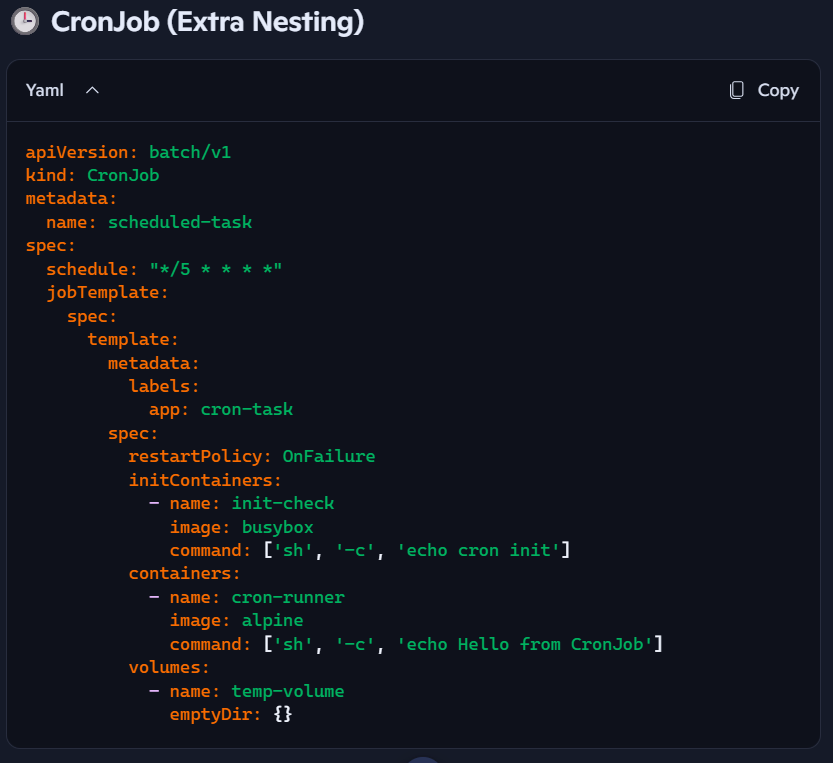 CronJob (Extra Nesting)
Yaml
Copy
apiVersion: batch/v1
kind: CronJob
metadata:
  name: scheduled-task
spec:
  schedule: "*/5 * * * *"
  jobTemplate:
    spec:
      template:
        metadata:
          labels:
            app: cron-task
        spec:
          restartPolicy: OnFailure
          initContainers:
            - name: init-check
              image: busybox
              command: ['sh', '-c', 'echo cron init']
          containers:
            - name: cron-runner
              image: alpine
              command: ['sh', '-c', 'echo Hello from CronJob']
          volumes:
            - name: temp-volume
              emptyDir: {}